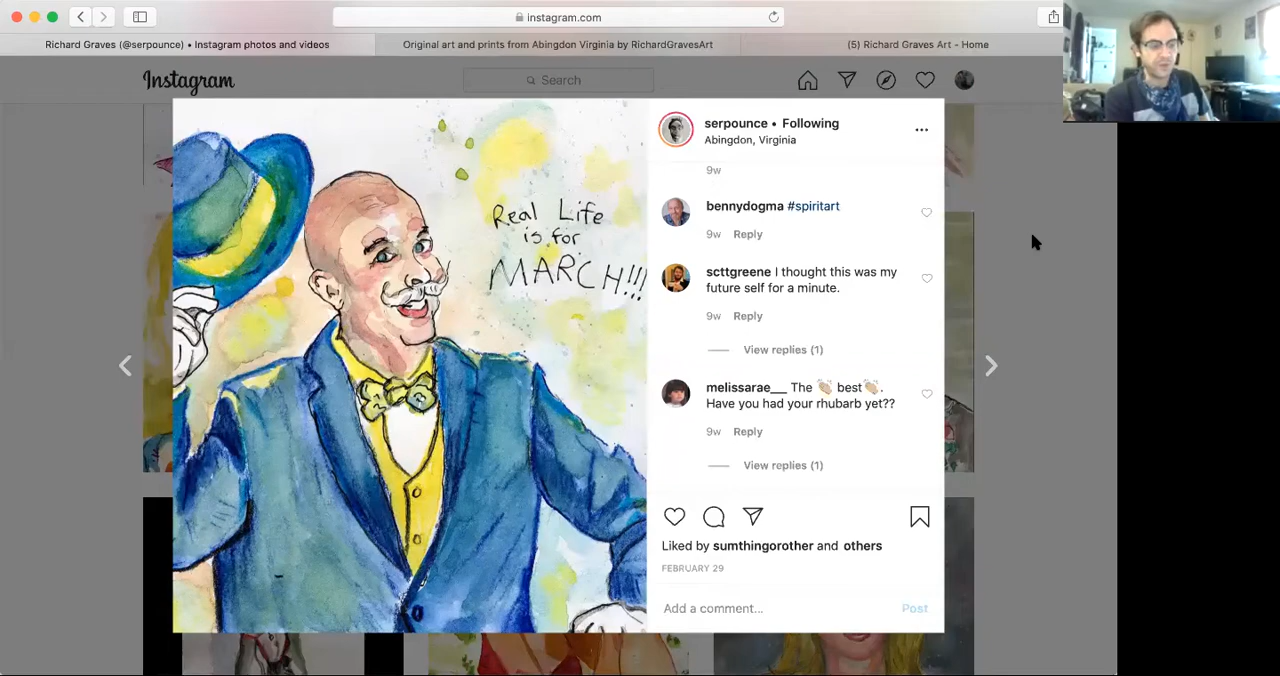 instagram.com
Richard Graves (@serpounce) • Instagram photos and videos
Original art and prints from Abingdon Virginia by RichardGravesArt
(5) Richard Graves Art - Home
Instagram
Search
serpounce • Following
Abingdon, Virginia
9w
bennydogma #spiritart
9w Reply
scttgreene I thought this was my
future self for a minute.
9w Reply
View replies (1)
melissarae__ The 👏🏼 best👏🏼.
Have you had your rhubarb yet??
9w Reply
View replies (1)
Liked by sumthingorother and others
FEBRUARY 29
Add a comment... Post
Real Life
is for
MARCH!!!